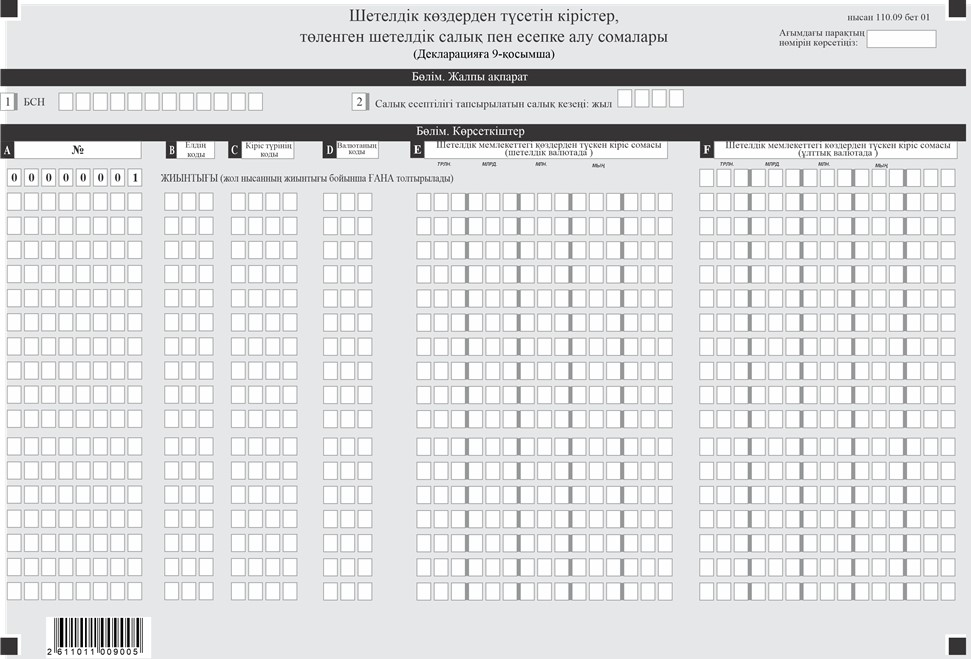 Шетелдік көздерден түсетін кірістер,
төленген шетелдік салық пен есепке алу сомалары
(Декларацияға 9-қосымша)
нысан 110.09 бет 01
Ағымдағы парақтың
нөмірін көрсетіңіз:
Бөлім. Жалпы ақпарат
1 БСН
2 Салық есептілігі тапсырылатын салық кезеңі: жыл
Бөлім. Көрсеткіштер
A №
B Елдің
коды
C Кіріс түрінің
коды
D Валютаның
коды
E Шетелдік мемлекеттегі көздерден түскен кіріс сомасы
(шетелдік валютада )
F Шетелдік мемлекеттегі көздерден түскен кіріс сомасы
(ұлттық валютада )
ТРЛН. МЛРД. МЛН. МЫҢ
ТРЛН. МЛРД. МЛН. МЫҢ
0 0 0 0 0 0 0 1 ЖИЫНТЫҒЫ (жол нысанның жиынтығы бойынша ҒАНА толтырылады)
2 611011 009005